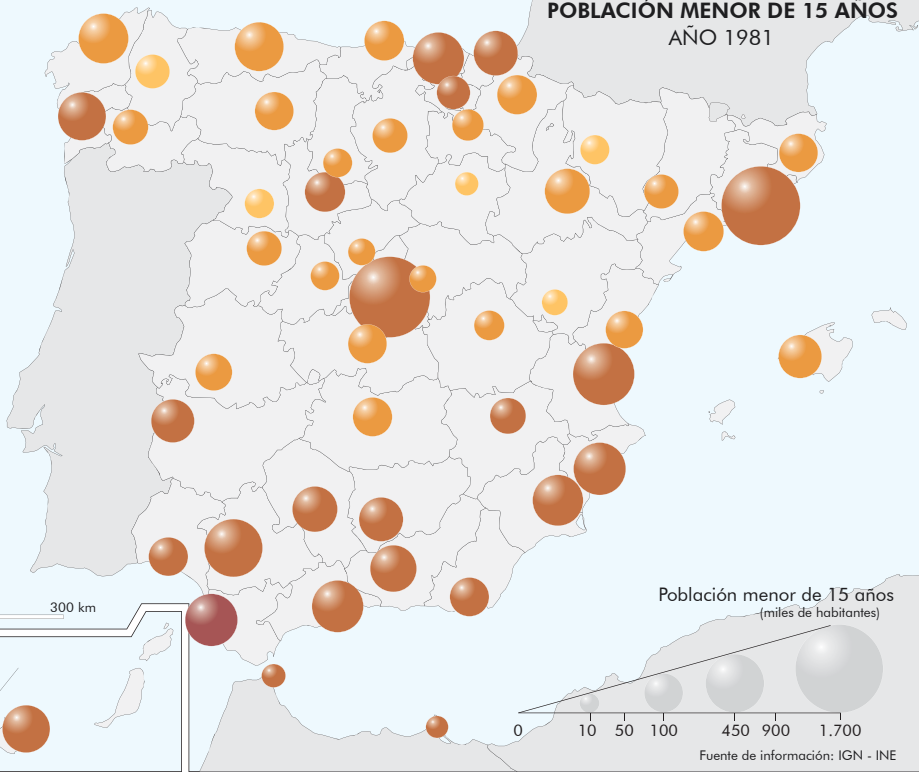 POBLACIÓN MENOR DE 15 AÑOS
AÑO 1981
300 km
Población menor de 15 años
(miles de habitantes)
0 10 50 100 450 900 1.700
Fuente de información: IGN - INE